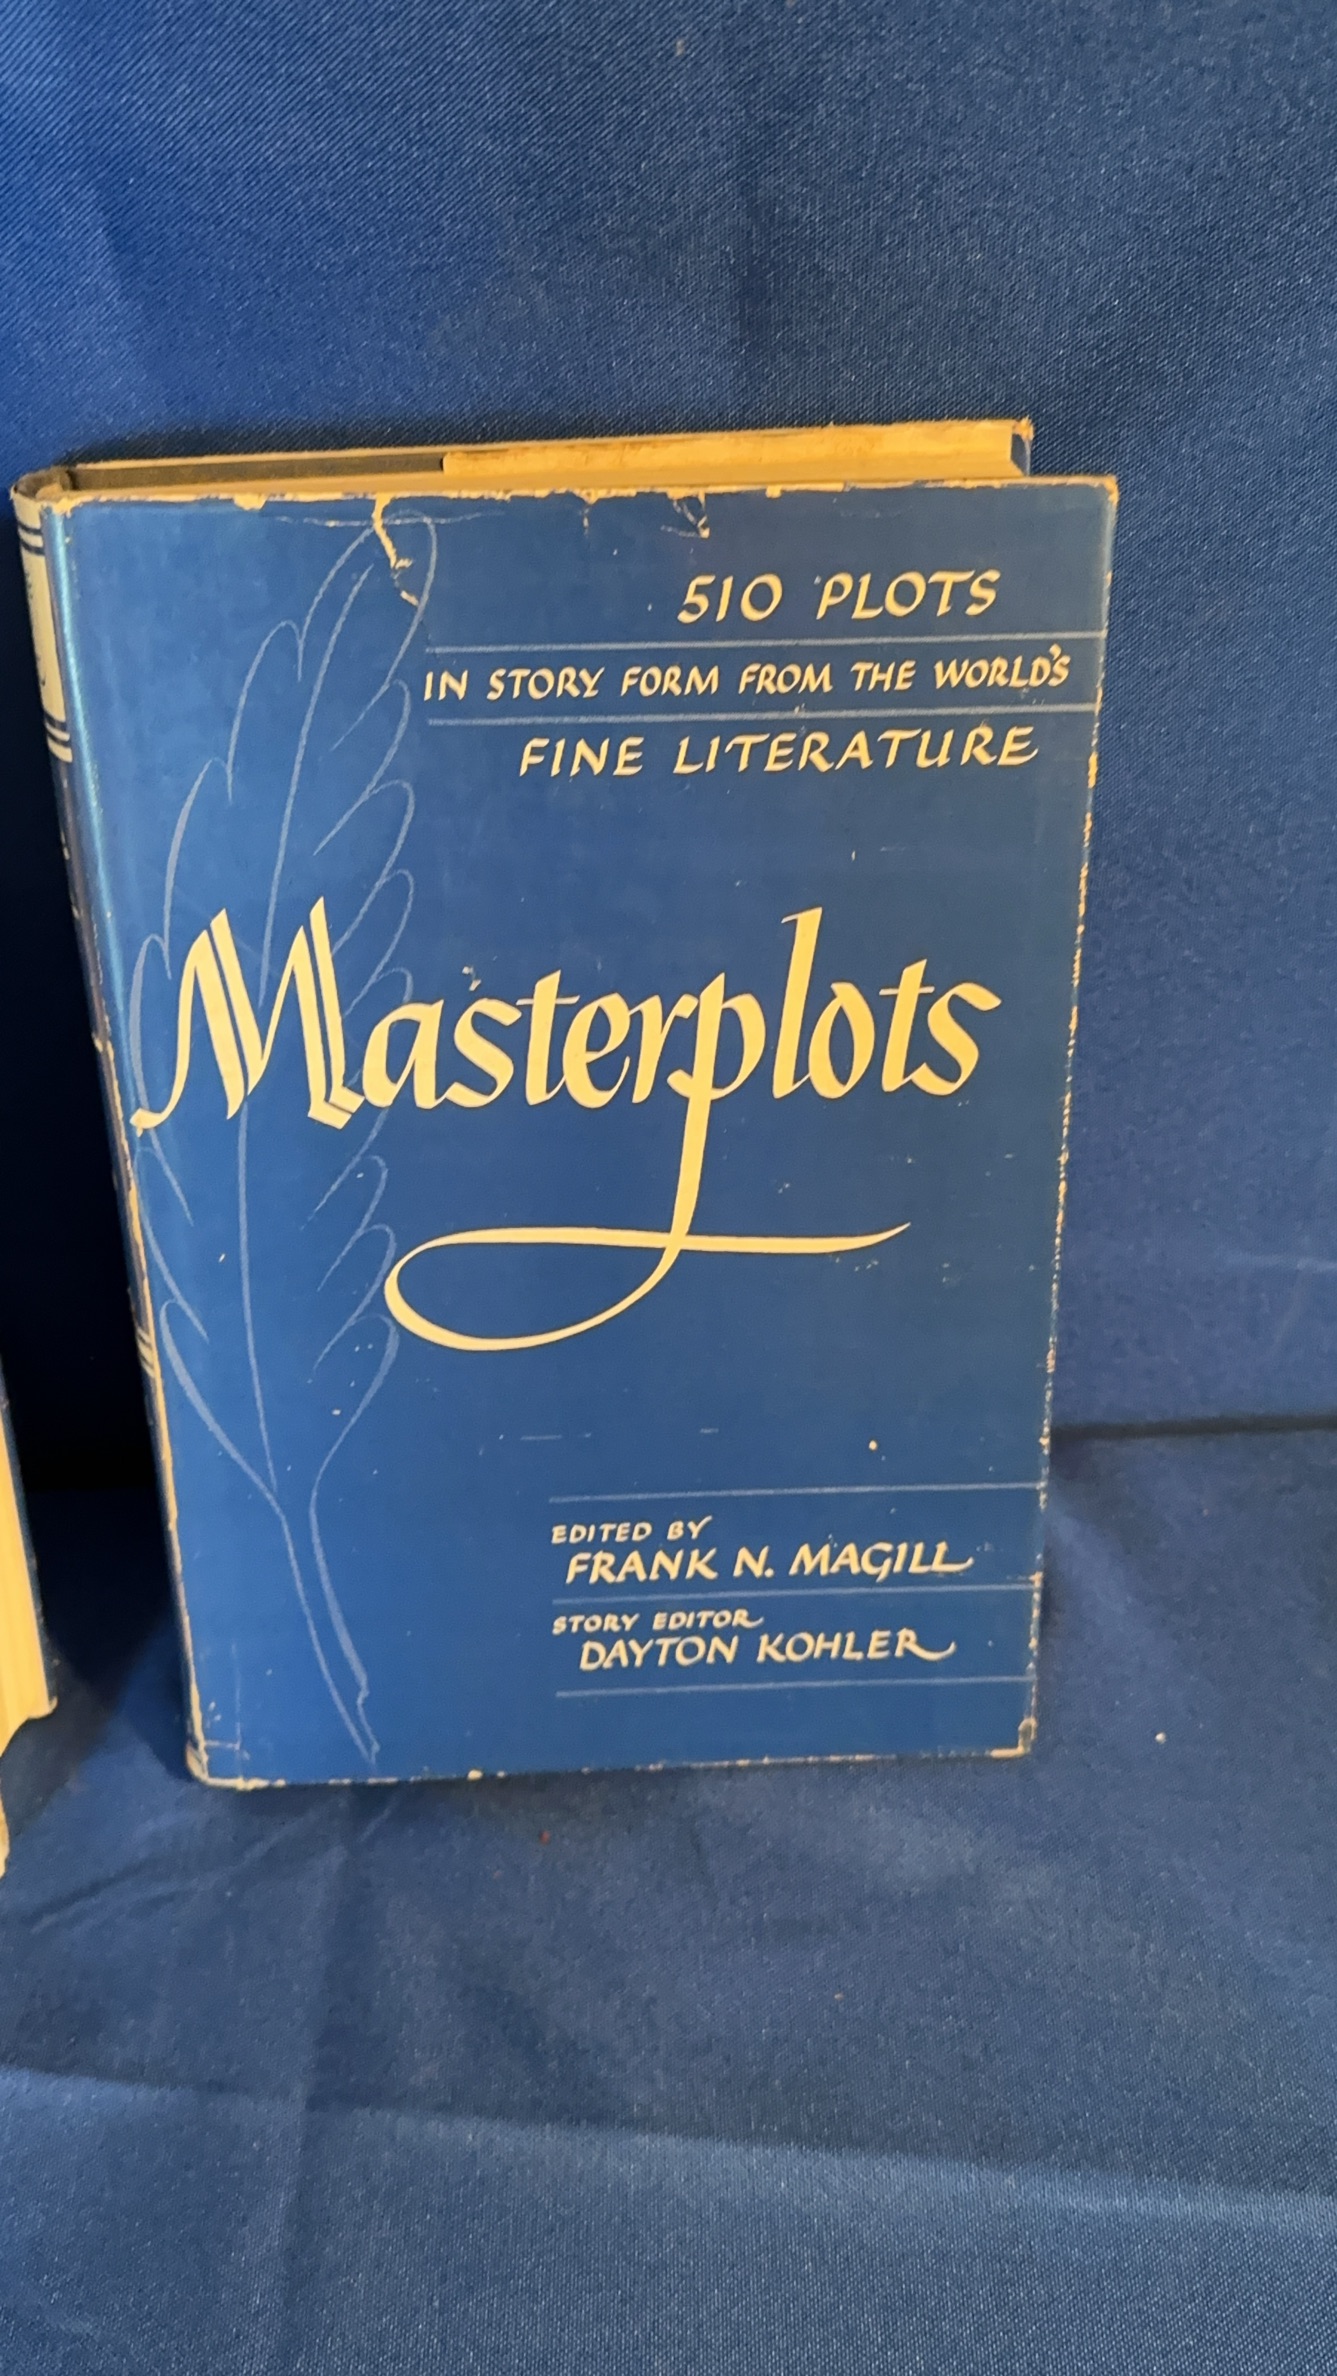 510 PLOTS
IN STORY FORM FROM THE WORLD'S
FINE LITERATURE
Masterplots
EDITED BY
FRANK N. MAGILL
STORY EDITOR
DAYTON KOHLER